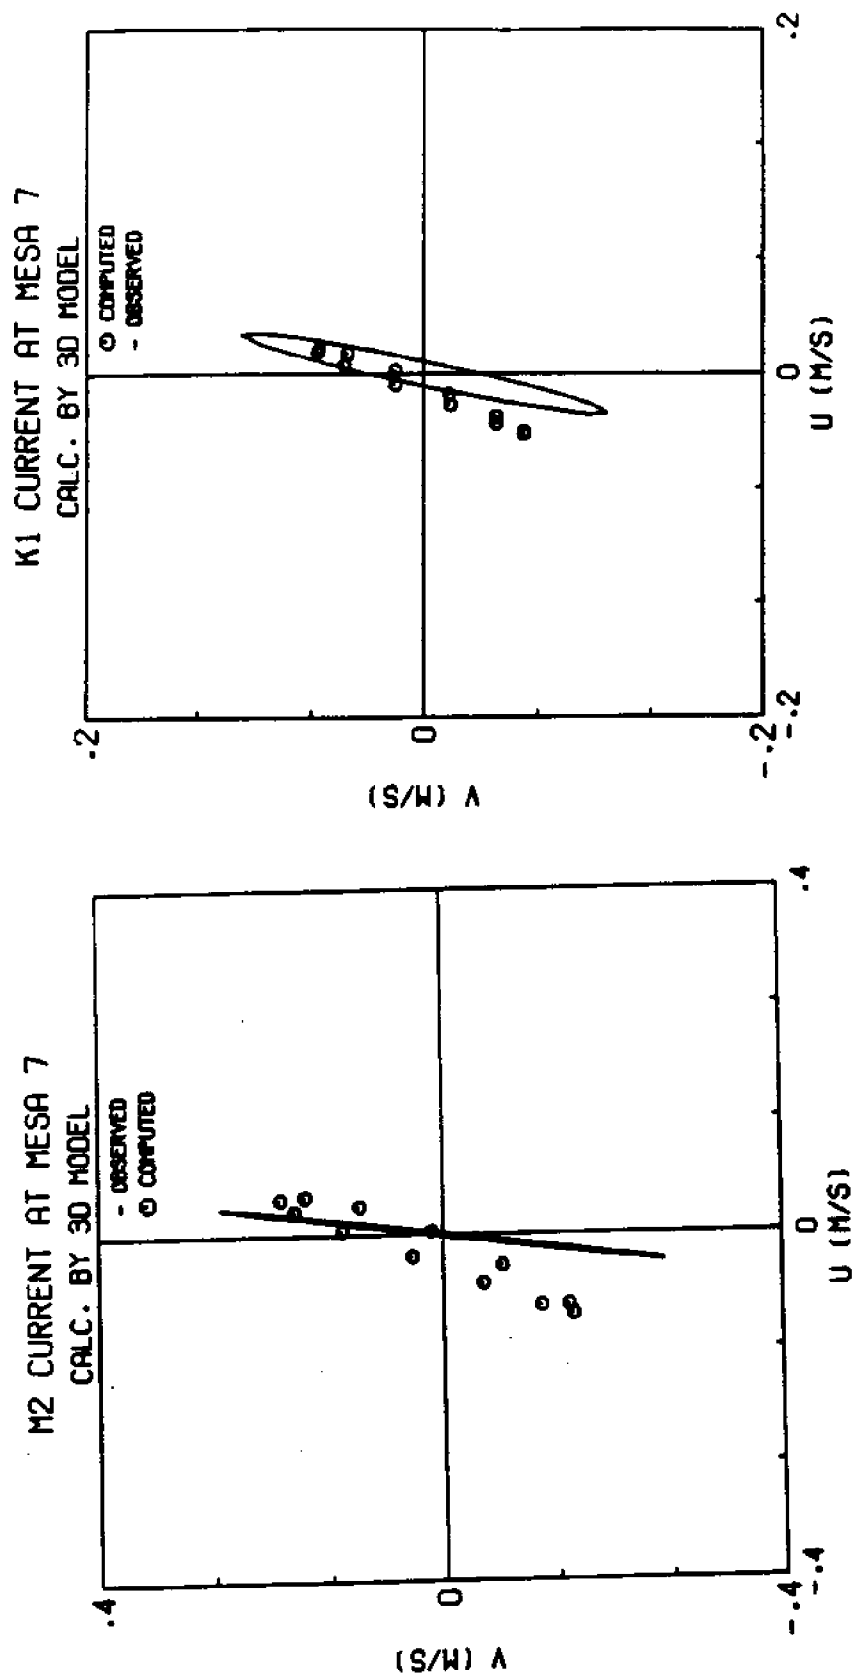 M2 CURRENT AT MESA 7
CALC. BY 3D MODEL
- OBSERVED
⊙ COMPUTED
.4
V (M/S)
0
-.4
-.4
0
.4
U (M/S)
K1 CURRENT AT MESA 7
CALC. BY 3D MODEL
⊙ COMPUTED
- OBSERVED
.2
V (M/S)
0
-.2
-.2
0
.2
U (M/S)